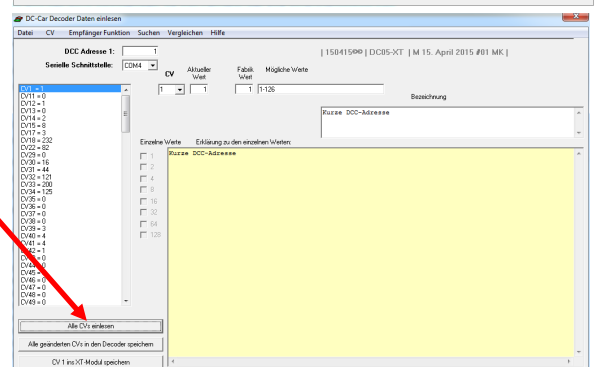 DC-Car Decoder Daten einlesen
Datei CV Empfänger Funktion Suchen Vergleichen Hilfe
DCC Adresse 1: 1
| 150415 | DC05-XT | M 15. April 2015 #01 MK |
Serielle Schnittstelle: COM4
CV Aktueller Wert Fabrik Wert Mögliche Werte
1 1 1 1-126
Bezeichnung
Kurze DCC-Adresse
Einzelne Werte Erklärung zu den einzelnen Werten:
Kurze DCC-Adresse
1
2
4
8
16
32
64
128
CV1 = 1
CV11 = 0
CV12 = 1
CV13 = 0
CV14 = 2
CV15 = 8
CV17 = 3
CV18 = 232
CV22 = 82
CV29 = 0
CV30 = 16
CV31 = 44
CV32 = 121
CV33 = 200
CV34 = 125
CV35 = 0
CV36 = 0
CV37 = 0
CV38 = 0
CV39 = 3
CV40 = 4
CV41 = 4
CV42 = 1
= 0
= 0
CV45 = 0
CV46 = 0
CV47 = 0
CV48 = 0
CV49 = 0
Alle CVs einlesen
Alle geänderten CVs in den Decoder speichern
CV 1 ins XT-Modul speichern